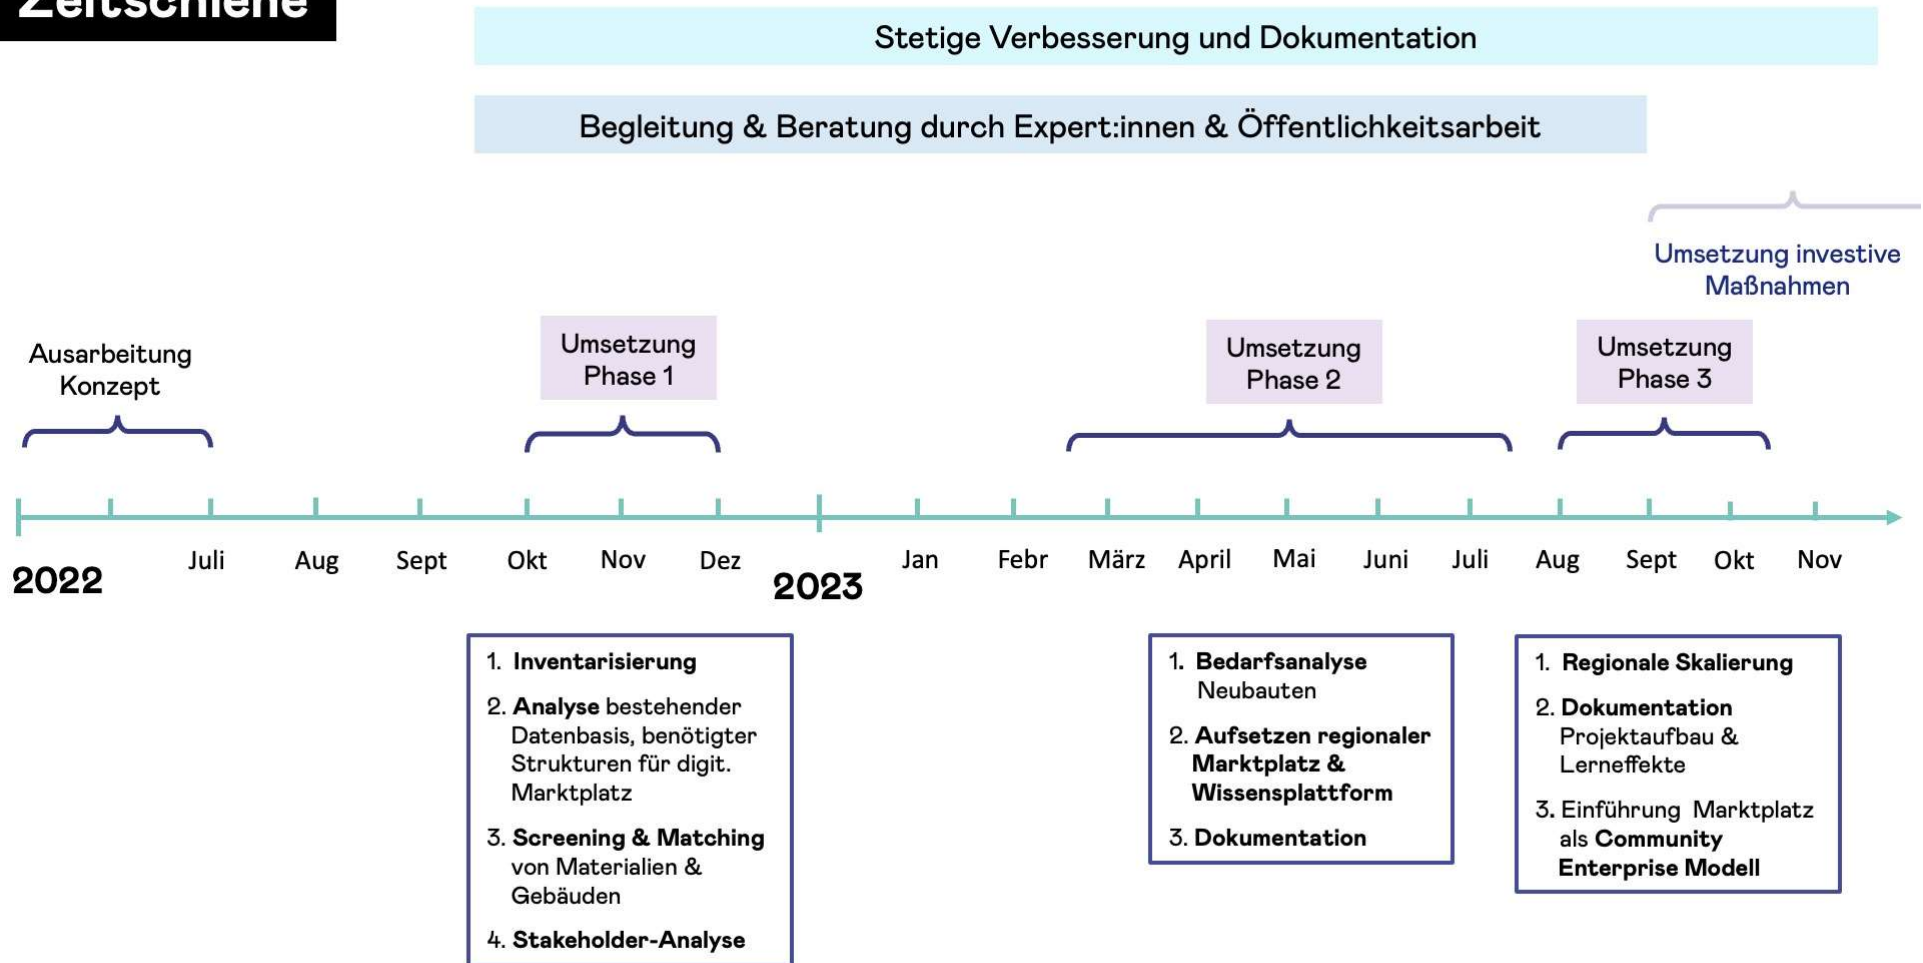 Zeitschiene
Stetige Verbesserung und Dokumentation
Begleitung & Beratung durch Expert:innen & Öffentlichkeitsarbeit
Umsetzung investive
Maßnahmen
Ausarbeitung
Konzept
Umsetzung
Phase 1
Umsetzung
Phase 2
Umsetzung
Phase 3
2022 Juli Aug Sept Okt Nov Dez 2023 Jan Febr März April Mai Juni Juli Aug Sept Okt Nov
1. Inventarisierung
2. Analyse bestehender
Datenbasis, benötigter
Strukturen für digit.
Marktplatz
3. Screening & Matching
von Materialien &
Gebäuden
4. Stakeholder-Analyse
1. Bedarfsanalyse
Neubauten
2. Aufsetzen regionaler
Marktplatz &
Wissensplattform
3. Dokumentation
1. Regionale Skalierung
2. Dokumentation
Projektaufbau &
Lerneffekte
3. Einführung Marktplatz
als Community
Enterprise Modell